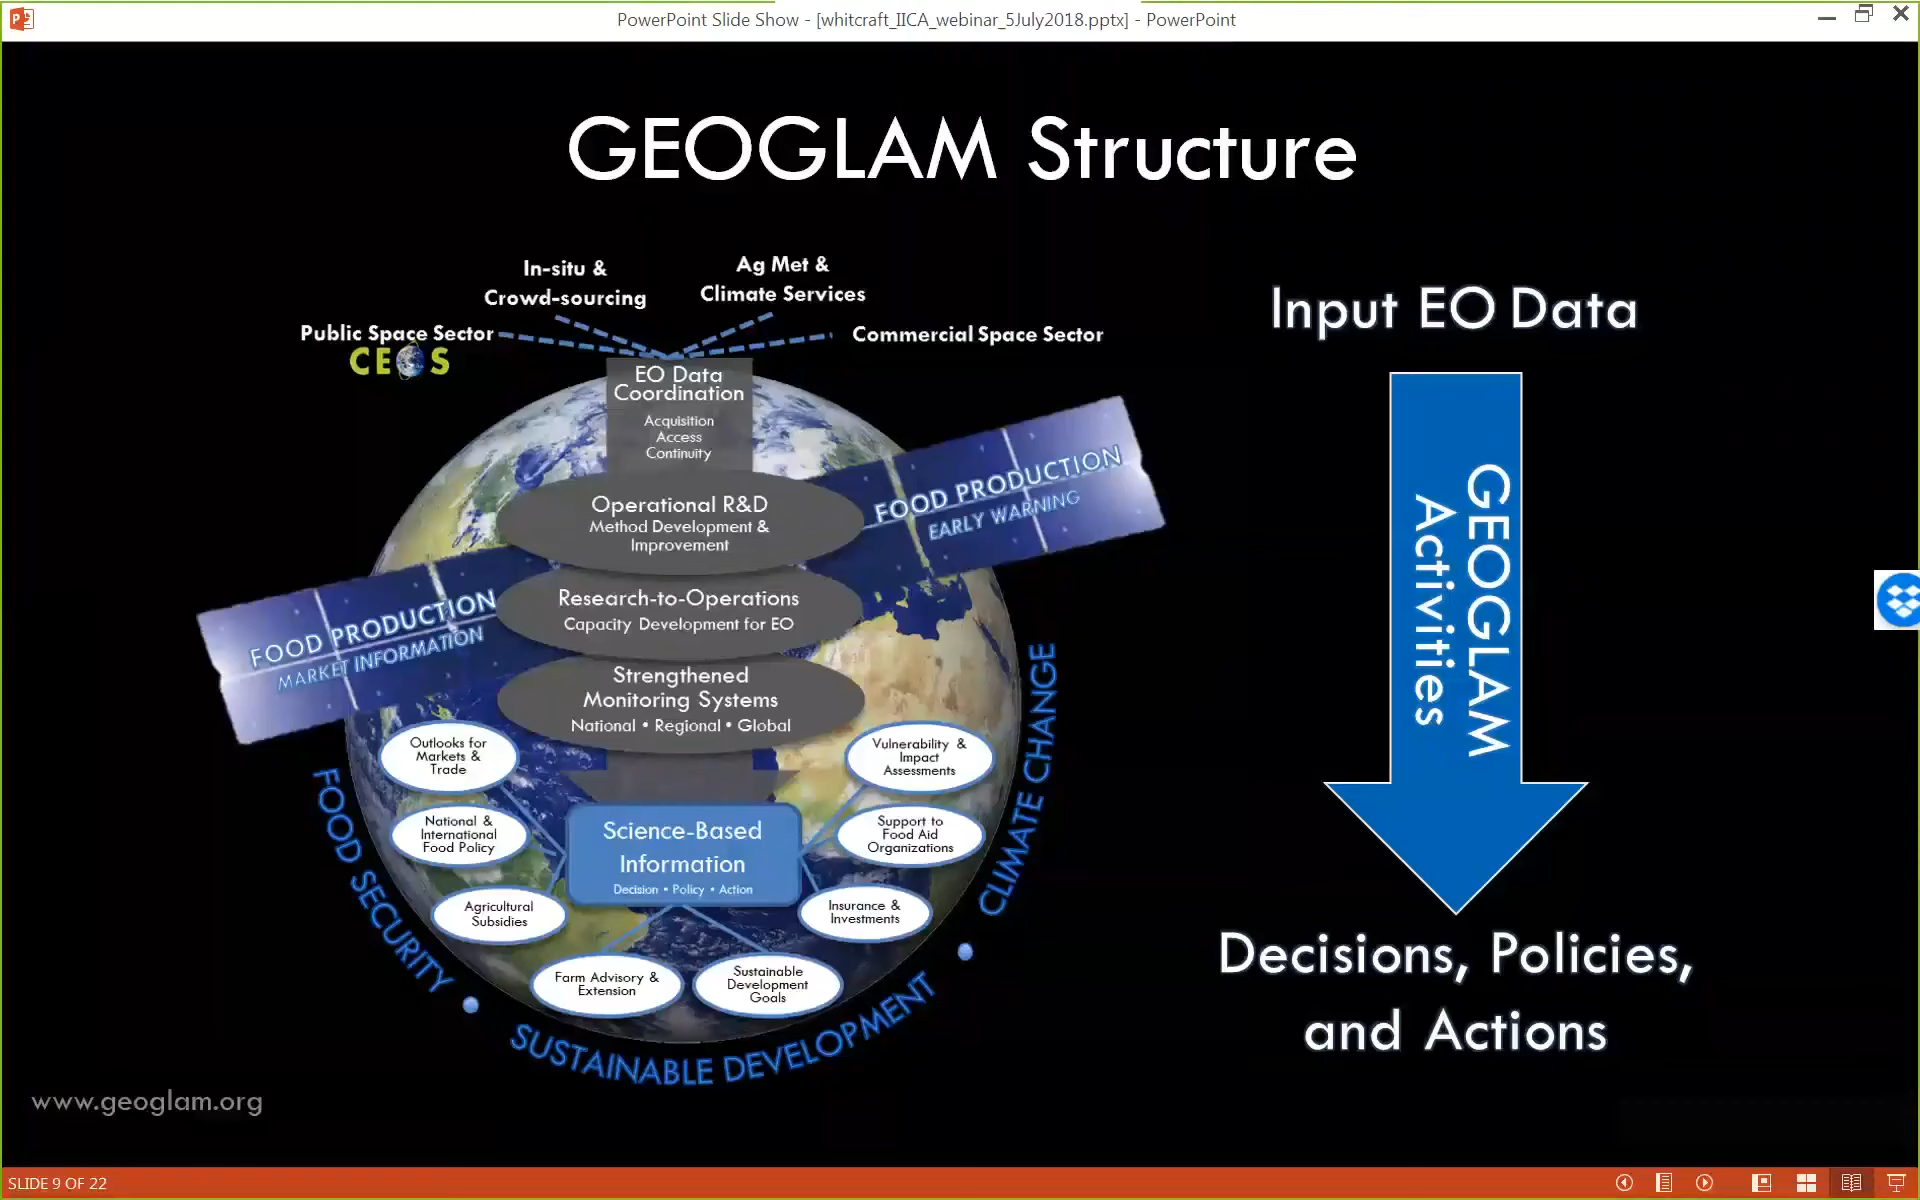 PowerPoint Slide Show - [whitcraft_IICA_webinar_5July2018.pptx] - PowerPoint
GEOGLAM Structure
In-situ &
Crowd-sourcing
Ag Met &
Climate Services
Public Space Sector
CEOS
Commercial Space Sector
EO Data
Coordination
Acquisition
Access
Continuity
Operational R&D
Method Development &
Improvement
Research-to-Operations
Capacity Development for EO
Strengthened
Monitoring Systems
National • Regional • Global
FOOD PRODUCTION
MARKET INFORMATION
FOOD PRODUCTION
EARLY WARNING
Outlooks for
Markets &
Trade
National &
International
Food Policy
Agricultural
Subsidies
Farm Advisory &
Extension
Sustainable
Development
Goals
Insurance &
Investments
Support to
Food Aid
Organizations
Vulnerability &
Impact
Assessments
Science-Based
Information
Decision • Policy • Action
FOOD SECURITY
•
SUSTAINABLE DEVELOPMENT
•
CLIMATE CHANGE
Input EO Data
GEOGLAM
Activities
Decisions, Policies,
and Actions
www.geoglam.org
SLIDE 9 OF 22